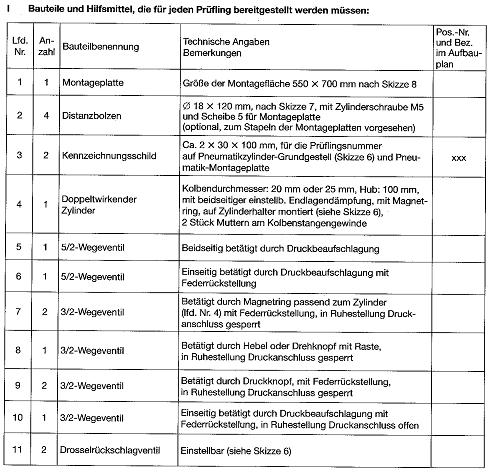 I Bauteile und Hilfsmittel, die für jeden Prüfling bereitgestellt werden müssen:
Lfd. Nr. An-zahl Bauteilbenennung Technische Angaben Bemerkungen Pos.-Nr. und Bez. im Aufbau-plan
1 1 Montageplatte Größe der Montagefläche 550 × 700 mm nach Skizze 8
2 4 Distanzbolzen Ø 18 × 120 mm, nach Skizze 7, mit Zylinderschraube M5
und Scheibe 5 für Montageplatte
(optional, zum Stapeln der Montageplatten vorgesehen)
3 2 Kennzeichnungsschild Ca. 2 × 30 × 100 mm, für die Prüflingsnummer
auf Pneumatikzylinder-Grundgestell (Skizze 6) und Pneu-
matik-Montageplatte xxx
4 1 Doppeltwirkender Zylinder Kolbendurchmesser: 20 mm oder 25 mm, Hub: 100 mm,
mit beidseitiger einstellb. Endlagendämpfung, mit Magnet-
ring, auf Zylinderhalter montiert (siehe Skizze 6),
2 Stück Muttern am Kolbenstangengewinde
5 1 5/2-Wegeventil Beidseitig betätigt durch Druckbeaufschlagung
6 1 5/2-Wegeventil Einseitig betätigt durch Druckbeaufschlagung mit
Federrückstellung
7 2 3/2-Wegeventil Betätigt durch Magnetring passend zum Zylinder
(lfd. Nr. 4) mit Federrückstellung, in Ruhestellung Druck-
anschluss gesperrt
8 1 3/2-Wegeventil Betätigt durch Hebel oder Drehknopf mit Raste,
in Ruhestellung Druckanschluss gesperrt
9 2 3/2-Wegeventil Betätigt durch Druckknopf, mit Federrückstellung,
in Ruhestellung Druckanschluss gesperrt
10 1 3/2-Wegeventil Einseitig betätigt durch Druckbeaufschlagung mit
Federrückstellung, in Ruhestellung Druckanschluss offen
11 2 Drosselrückschlagventil Einstellbar (siehe Skizze 6)